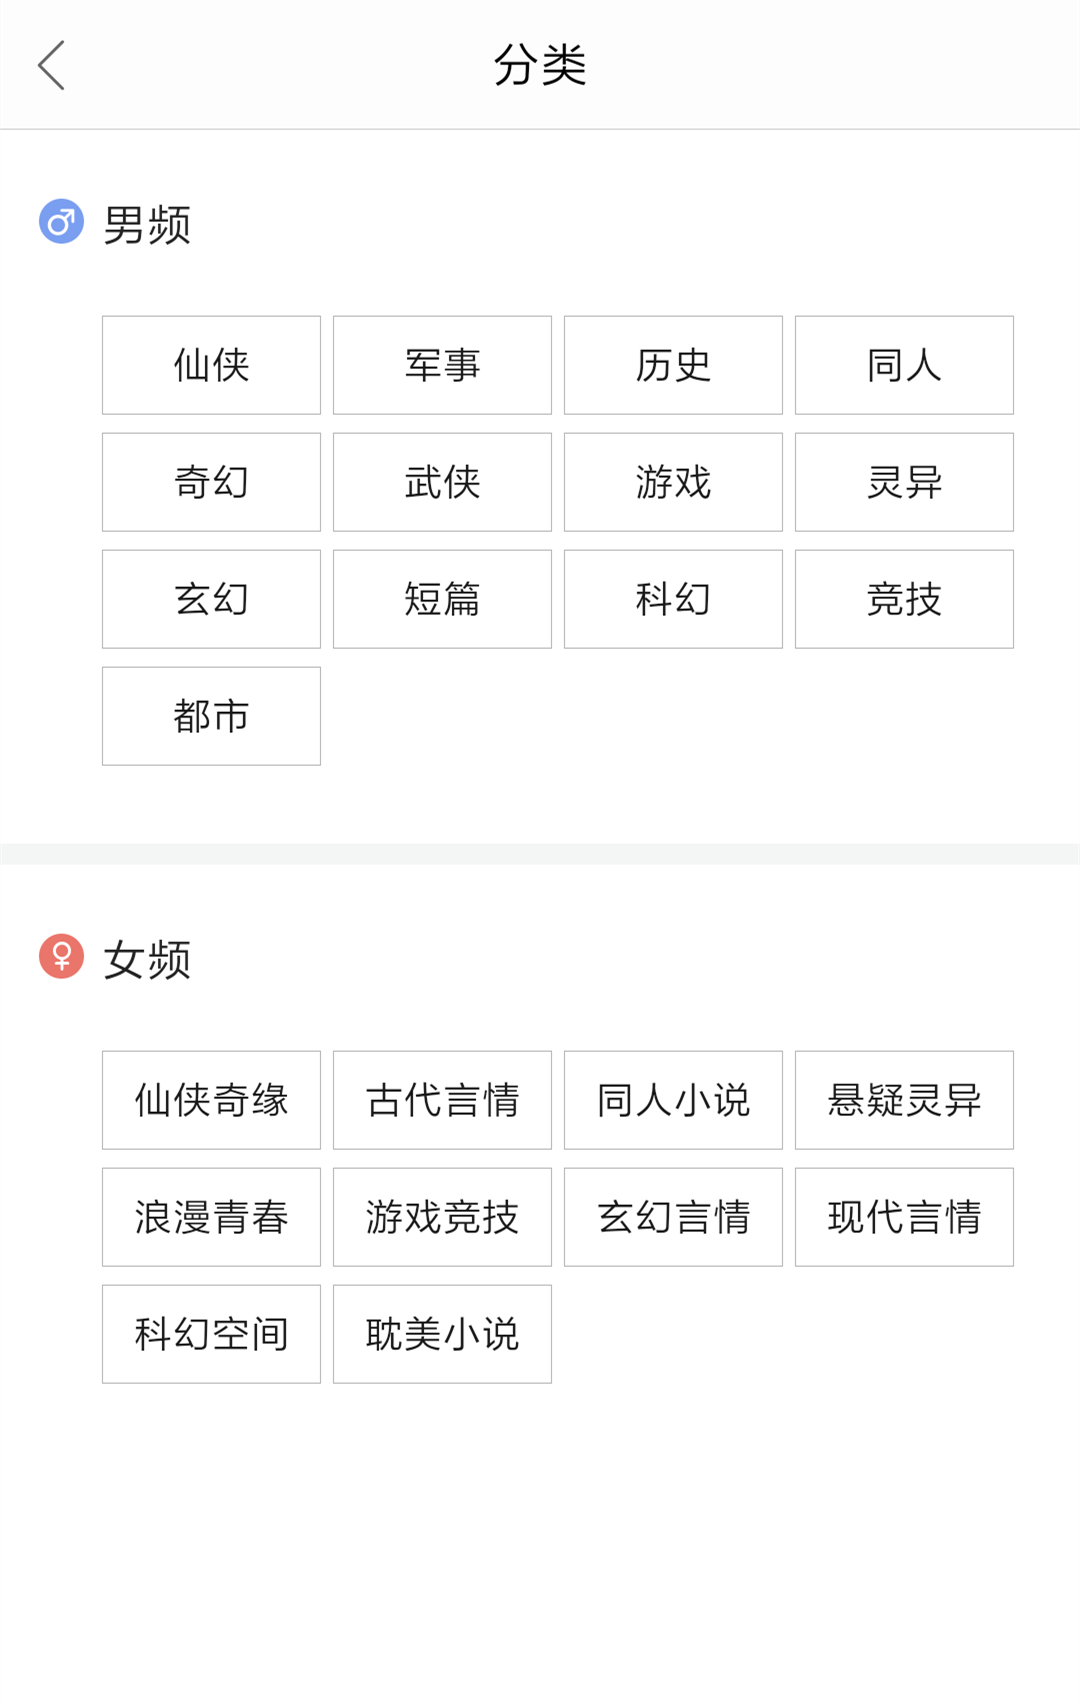 分类
男频
仙侠 军事 历史 同人
奇幻 武侠 游戏 灵异
玄幻 短篇 科幻 竞技
都市
女频
仙侠奇缘 古代言情 同人小说 悬疑灵异
浪漫青春 游戏竞技 玄幻言情 现代言情
科幻空间 耽美小说